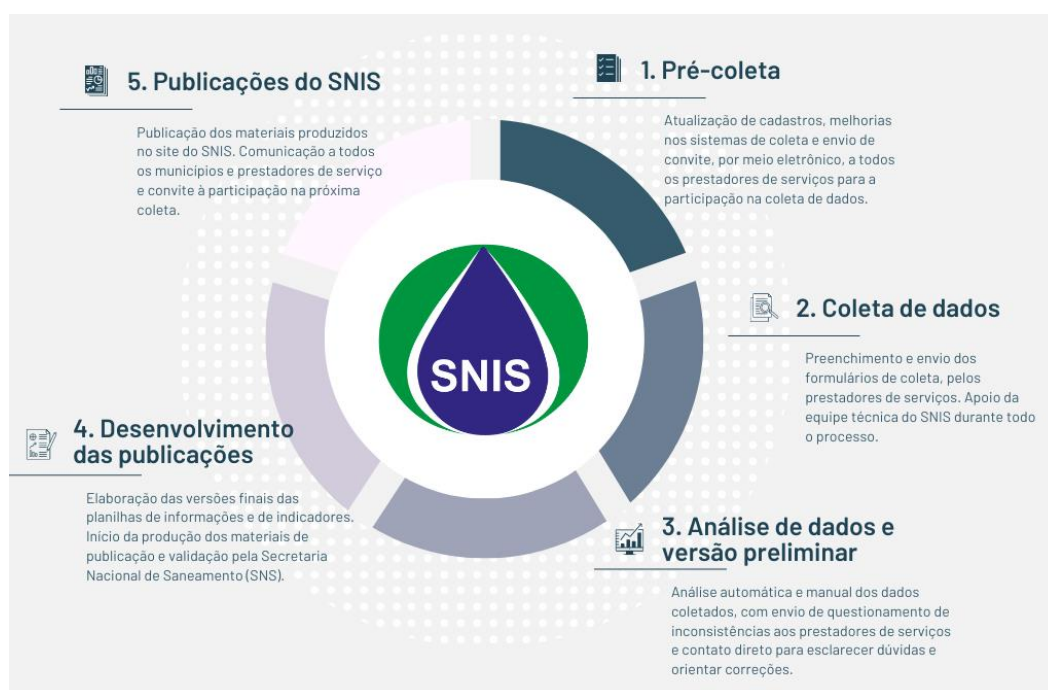 1. Pré-coleta
Atualização de cadastros, melhorias
nos sistemas de coleta e envio de
convite, por meio eletrônico, a todos
os prestadores de serviços para a
participação na coleta de dados.
2. Coleta de dados
Preenchimento e envio dos
formulários de coleta, pelos
prestadores de serviços. Apoio da
equipe técnica do SNIS durante todo
o processo.
3. Análise de dados e
versão preliminar
Análise automática e manual dos dados
coletados, com envio de questionamento de
inconsistências aos prestadores de serviços
e contato direto para esclarecer dúvidas e
orientar correções.
4. Desenvolvimento
das publicações
Elaboração das versões finais das
planilhas de informações e de indicadores.
Início da produção dos materiais de
publicação e validação pela Secretaria
Nacional de Saneamento (SNS).
5. Publicações do SNIS
Publicação dos materiais produzidos
no site do SNIS. Comunicação a todos
os municípios e prestadores de serviço
e convite à participação na próxima
coleta.
SNIS